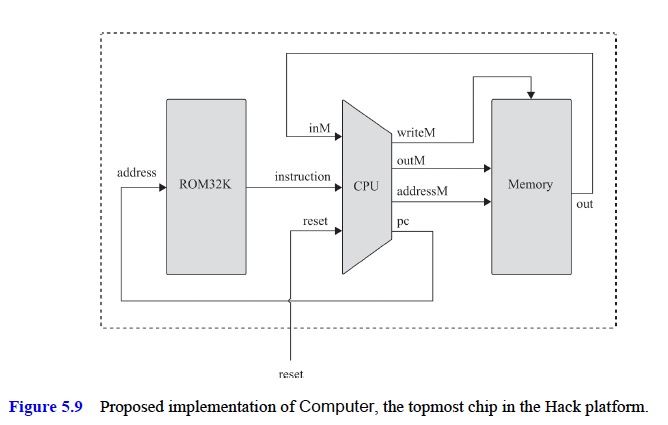 inM
writeM
outM
address
instruction
ROM32K
CPU
addressM
Memory
out
reset
pc
reset
Figure 5.9 Proposed implementation of Computer, the topmost chip in the Hack platform.